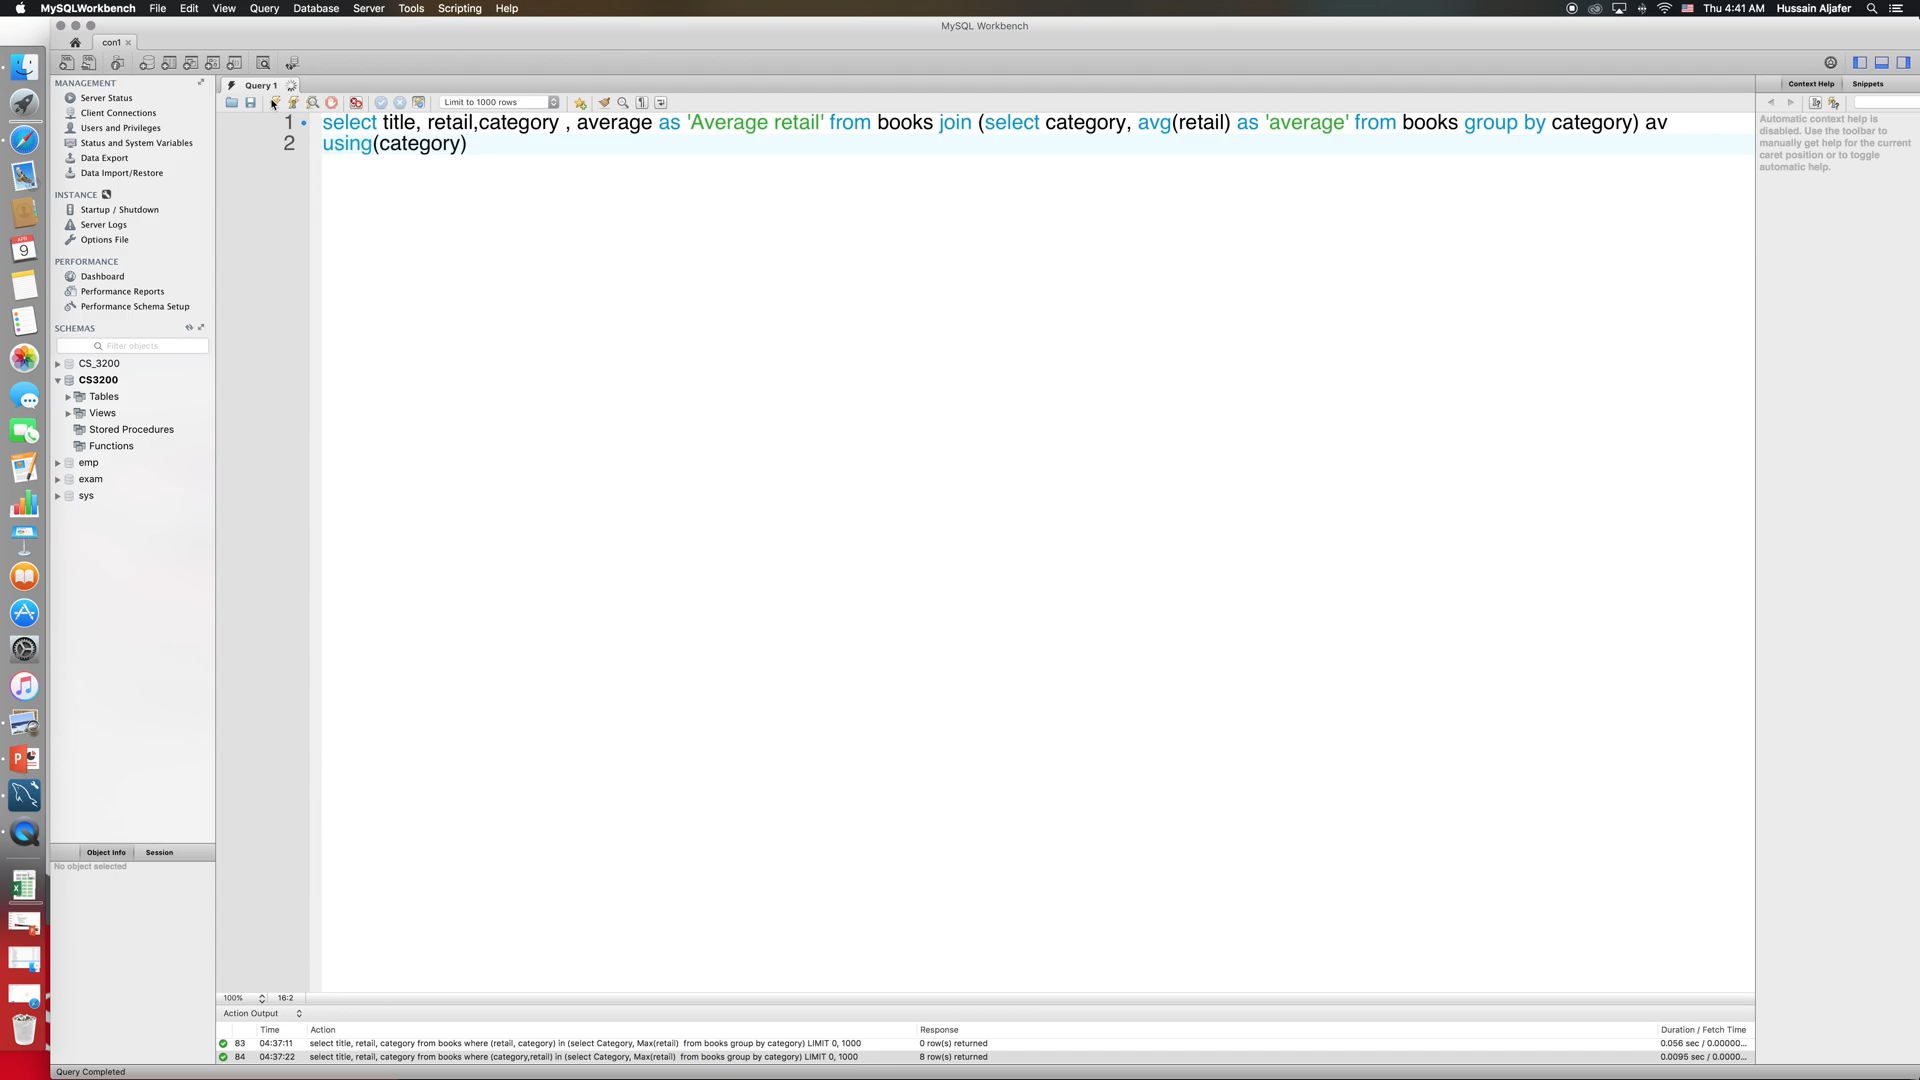 MySQLWorkbench File Edit View Query Database Server Tools Scripting Help Thu 4:41 AM Hussain Aljafer
MySQL Workbench
con1
MANAGEMENT
Server Status
Client Connections
Users and Privileges
Status and System Variables
Data Export
Data Import/Restore
INSTANCE
Startup / Shutdown
Server Logs
Options File
PERFORMANCE
Dashboard
Performance Reports
Performance Schema Setup
SCHEMAS
Filter objects
CS_3200
CS3200
Tables
Views
Stored Procedures
Functions
emp
exam
sys
Object Info Session
No object selected
Query 1
Limit to 1000 rows
1 select title, retail,category , average as 'Average retail' from books join (select category, avg(retail) as 'average' from books group by category) av
2 using(category)
100% 16:2
Action Output
Time Action Response Duration / Fetch Time
83 04:37:11 select title, retail, category from books where (retail, category) in (select Category, Max(retail) from books group by category) LIMIT 0, 1000 0 row(s) returned 0.056 sec / 0.00000...
84 04:37:22 select title, retail, category from books where (category,retail) in (select Category, Max(retail) from books group by category) LIMIT 0, 1000 8 row(s) returned 0.0095 sec / 0.0000...
Query Completed
Context Help Snippets
Automatic context help is
disabled. Use the toolbar to
manually get help for the current
caret position or to toggle
automatic help.
APR
9